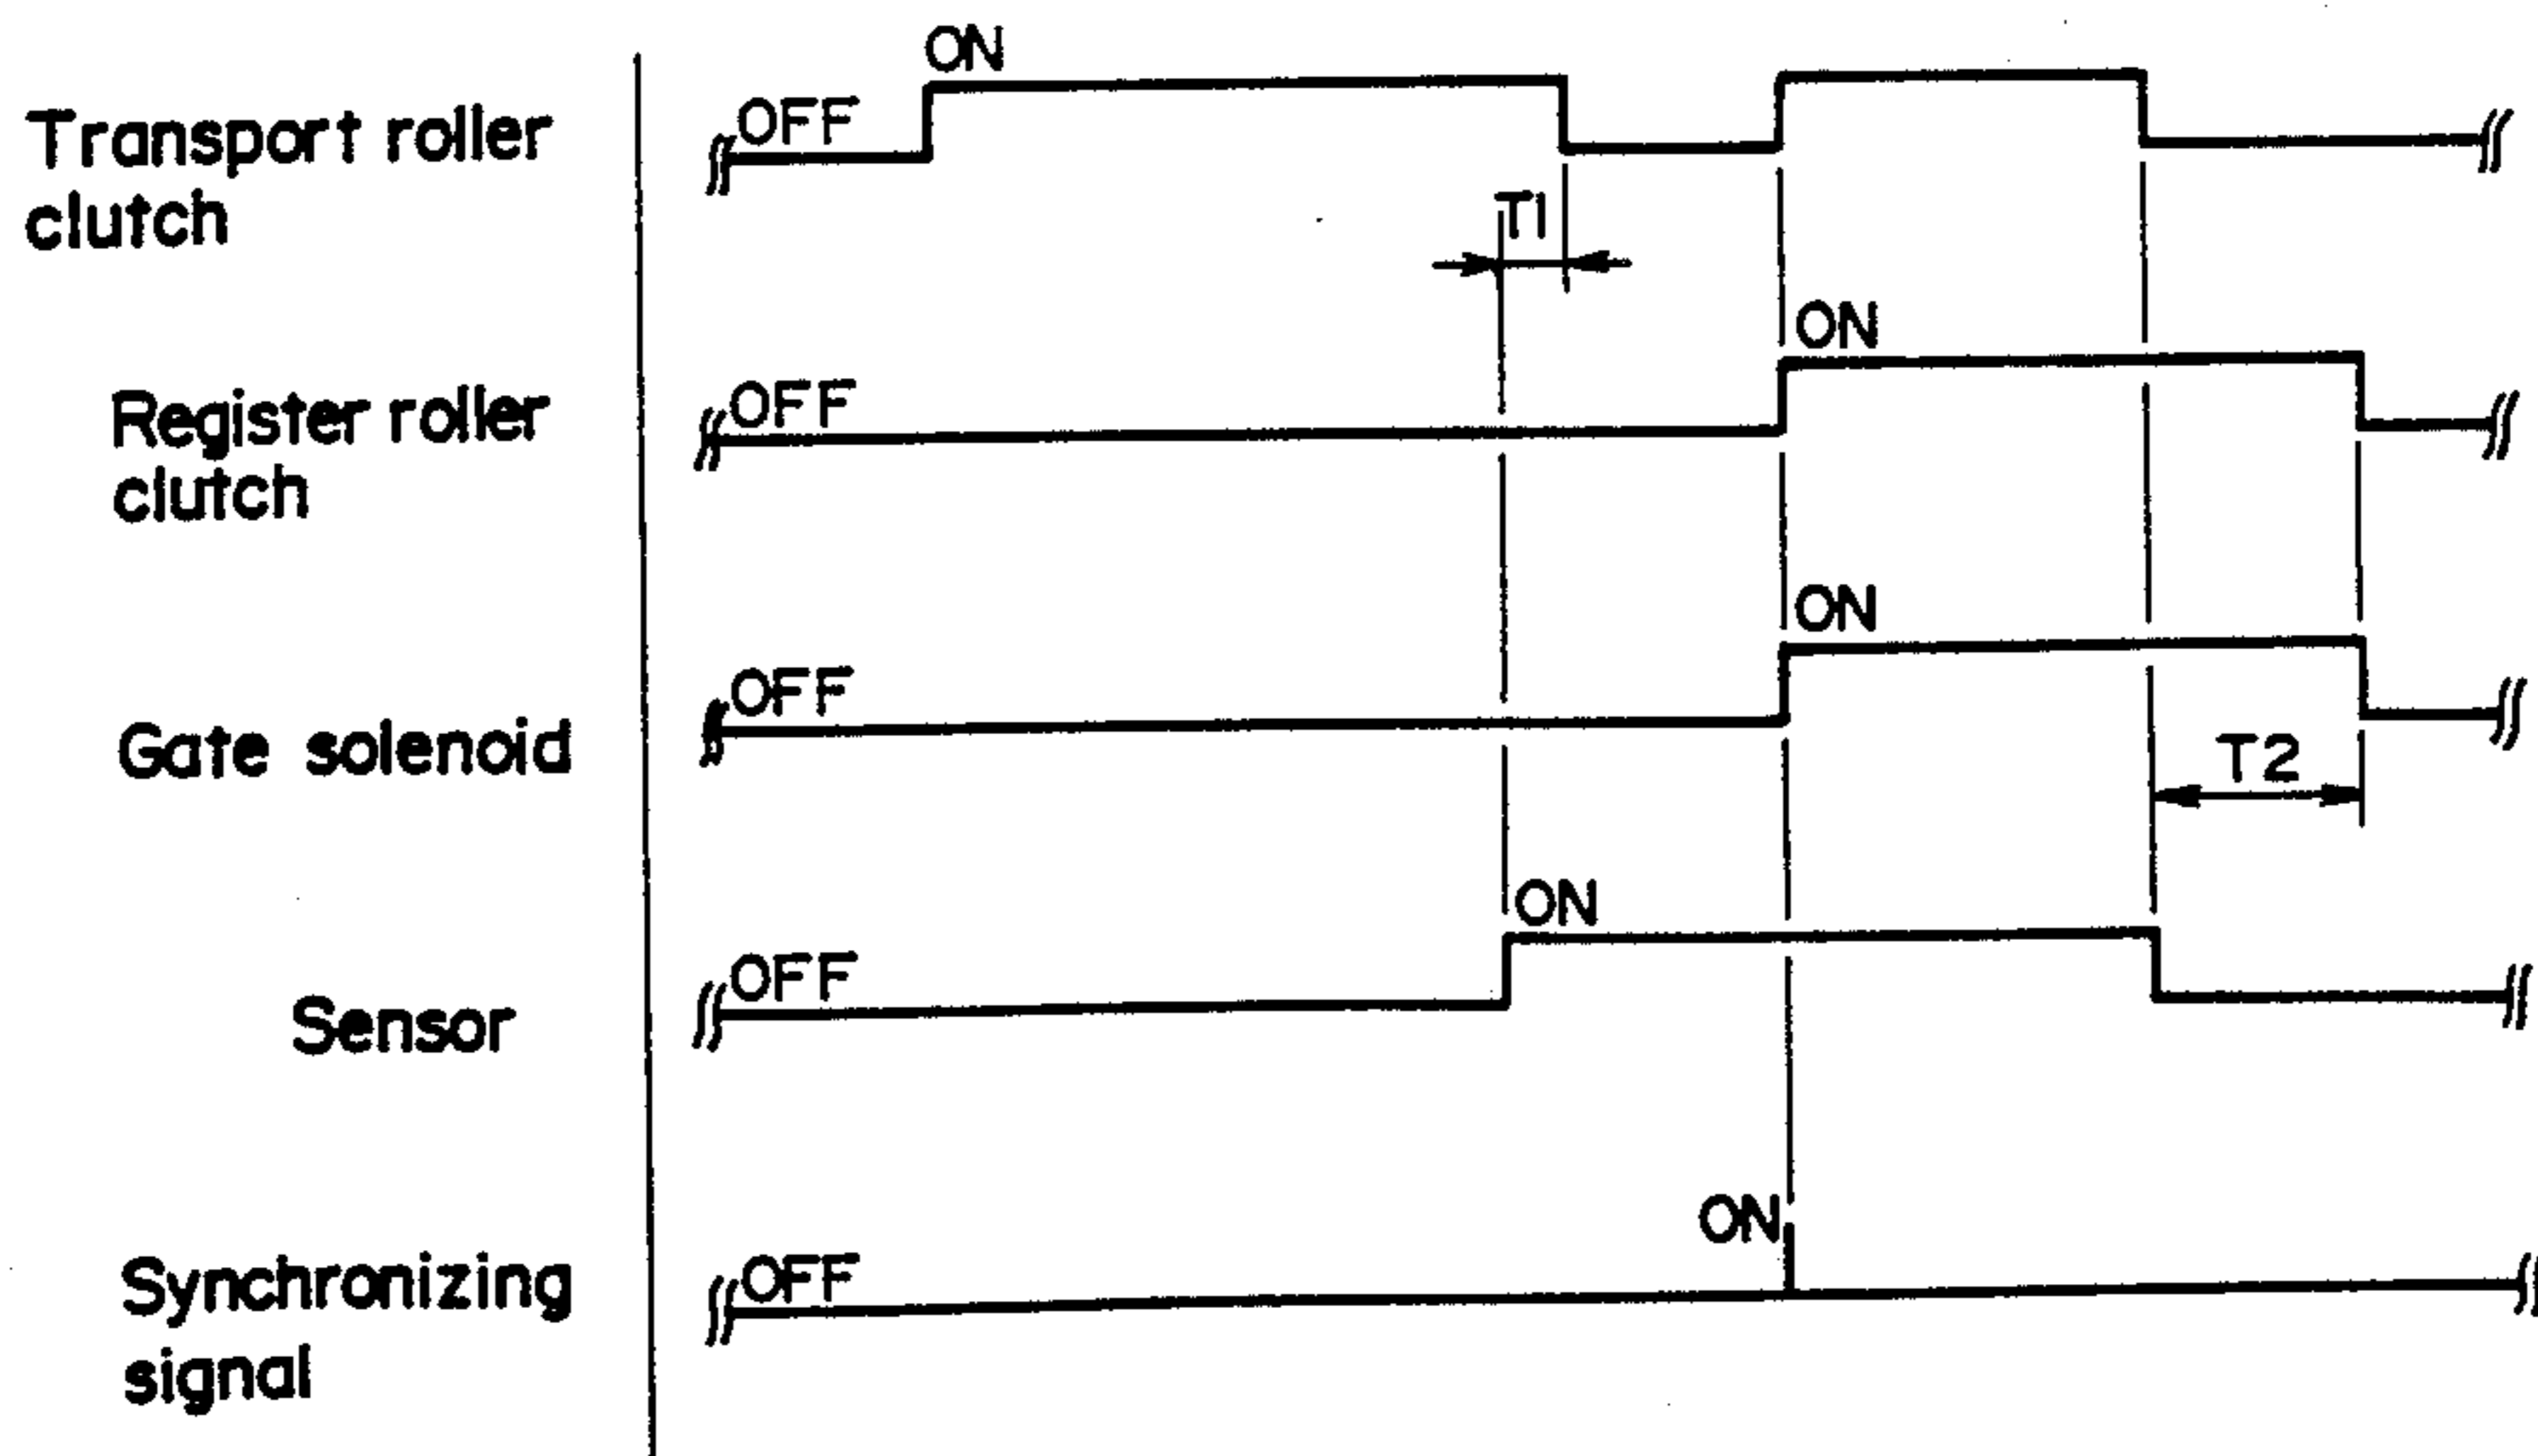 ON
OFF
Transport roller
clutch
T1
ON
OFF
Register roller
clutch
ON
OFF
Gate solenoid
T2
ON
OFF
Sensor
ON
OFF
Synchronizing
signal